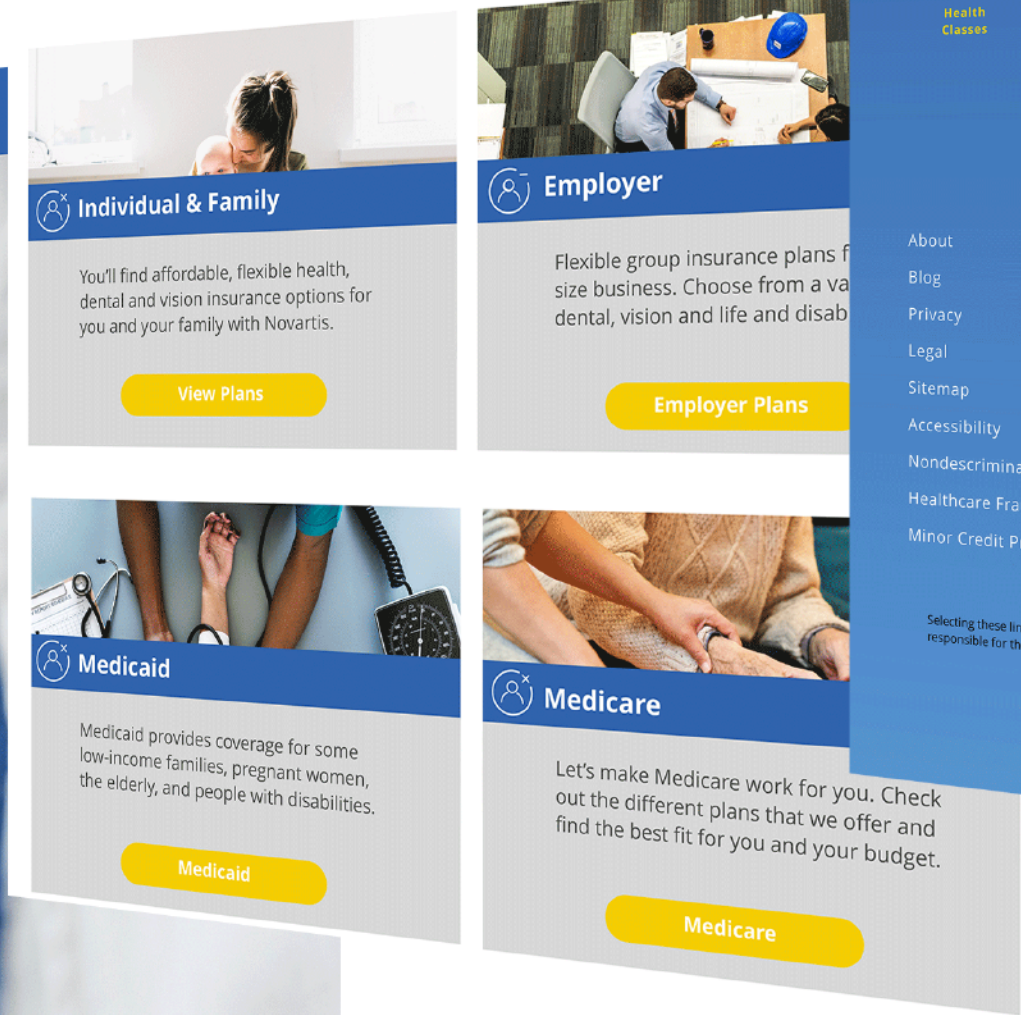 Health
Classes
Individual & Family
You'll find affordable, flexible health,
dental and vision insurance options for
you and your family with Novartis.
View Plans
Employer
Flexible group insurance plans
size business. Choose from a
dental, vision and life and
Employer Plans
About
Blog
Privacy
Legal
Sitemap
Accessibility
Healthcare
Minor Credit
Selecting these
responsible for
Medicaid
Medicaid provides coverage for some
low-income families, pregnant women,
the elderly, and people with disabilities.
Medicaid
Medicare
Let's make Medicare work for you. Check
out the different plans that we offer and
find the best fit for you and your budget.
Medicare